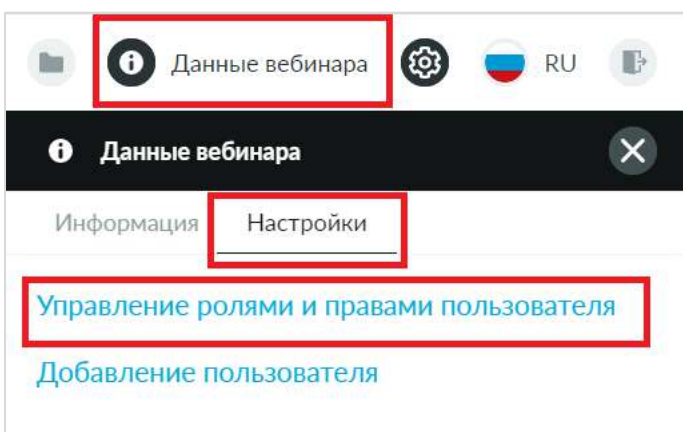 Данные вебинара
RU
Данные вебинара
Информация
Настройки
Управление ролями и правами пользователя
Добавление пользователя